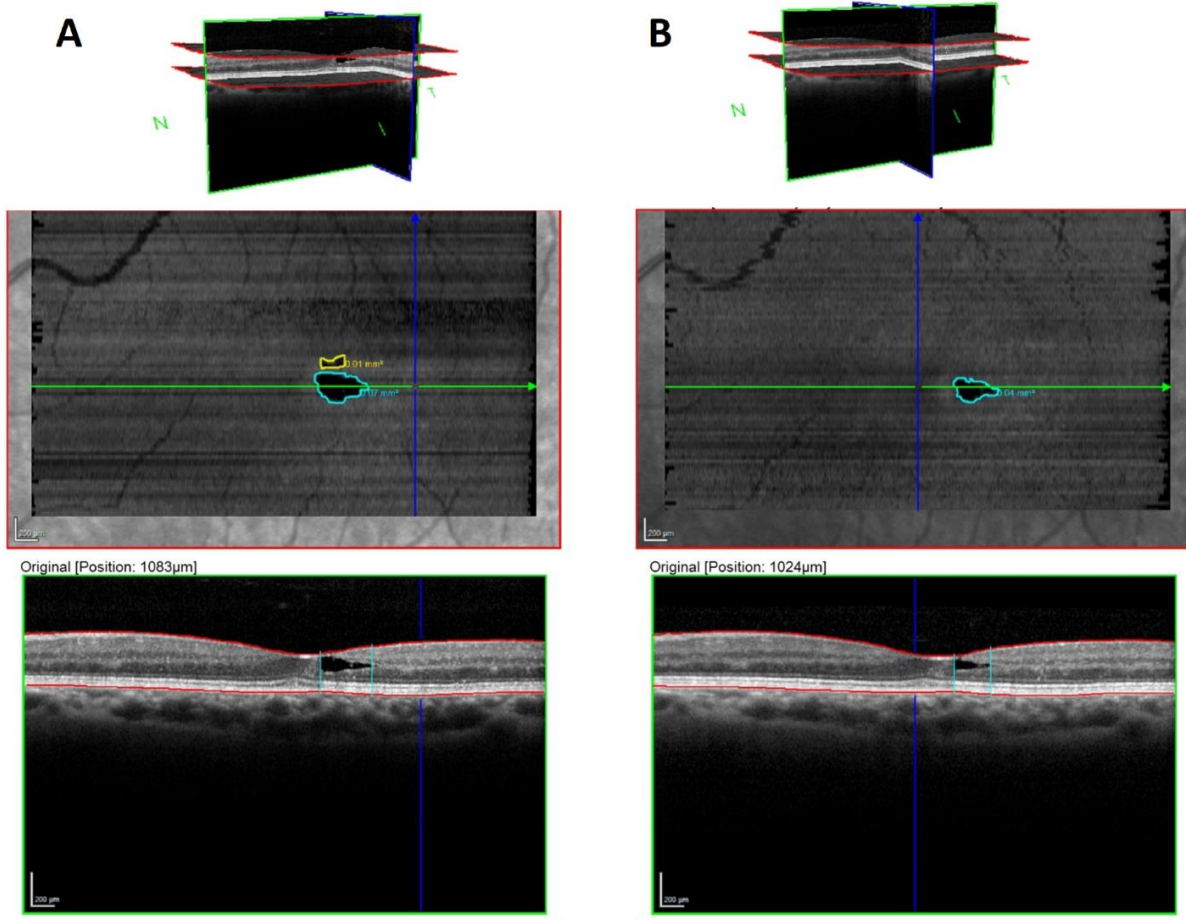 A
B
N
T
I
N
T
I
0.01 mm²
0.07 mm²
0.04 mm²
200 µm
200 µm
Original [Position: 1083µm]
Original [Position: 1024µm]
200 µm
200 µm